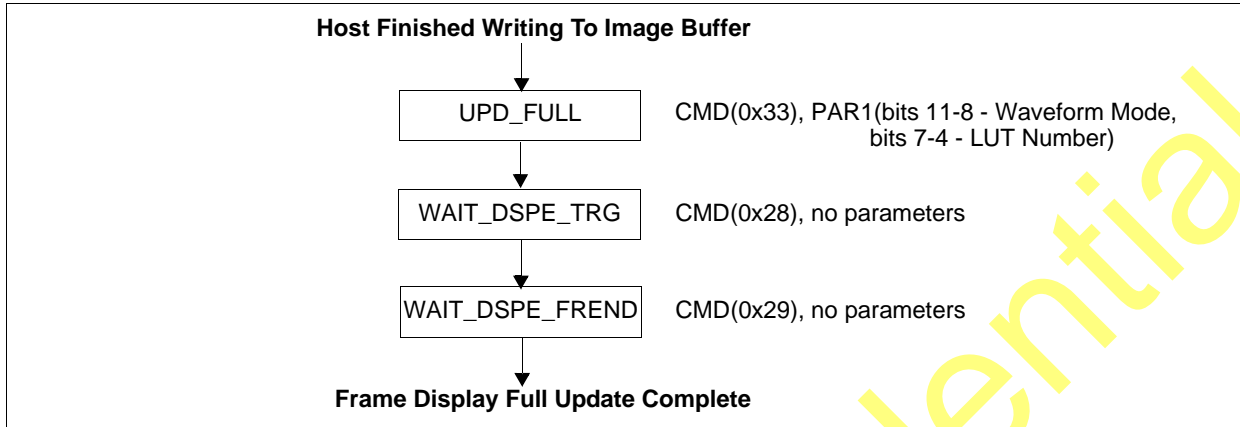 Host Finished Writing To Image Buffer
UPD_FULL CMD(0x33), PAR1(bits 11-8 - Waveform Mode,
bits 7-4 - LUT Number)
WAIT_DSPE_TRG CMD(0x28), no parameters
WAIT_DSPE_FREND CMD(0x29), no parameters
Frame Display Full Update Complete
dential